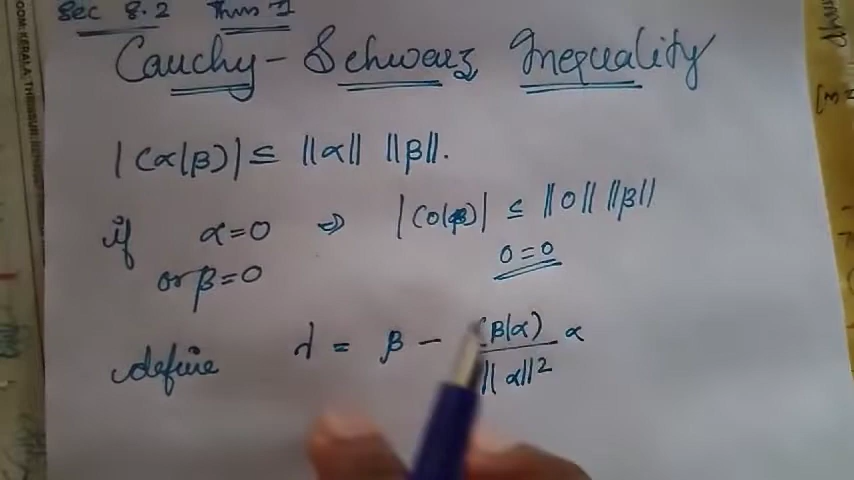 Sec 8.2 Thm 1
Cauchy-Schwarz Inequality
|(α|β)| ≤ ||α|| ||β||.
if α=0 ⇒ |(0|β)| ≤ ||0|| ||β||
or β=0 0=0
define λ = β - (β|α)/||α||² α